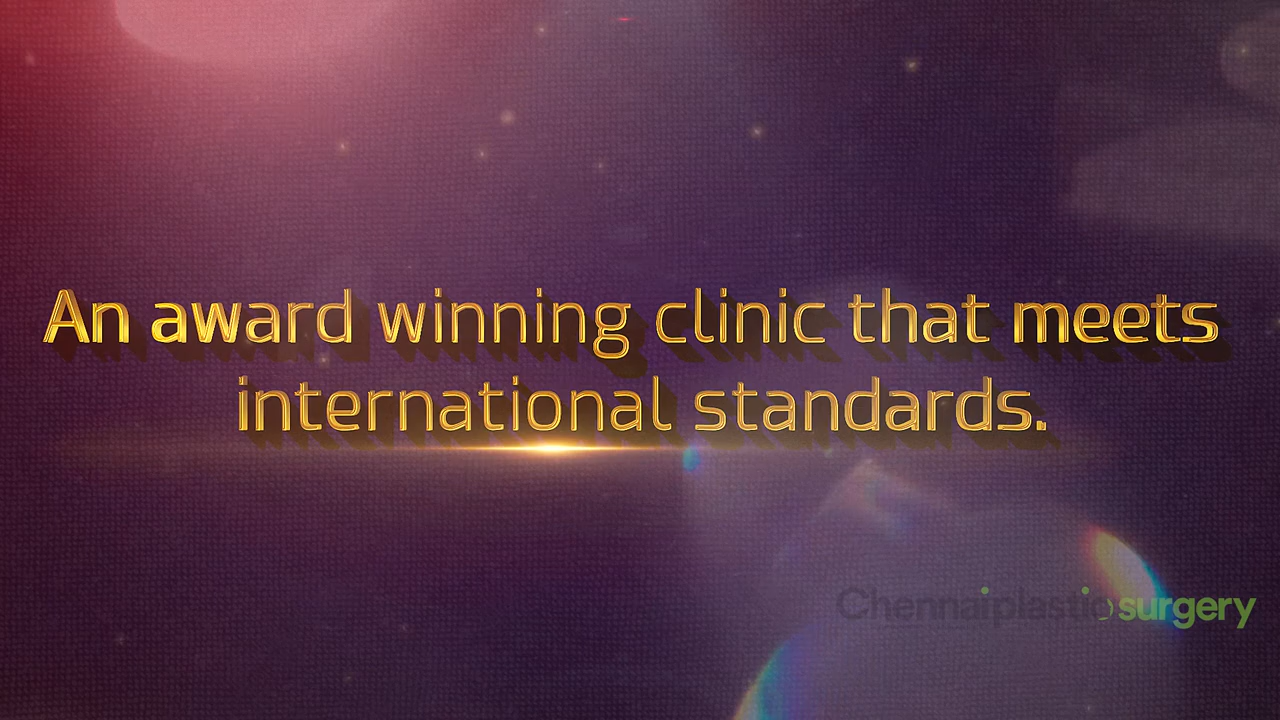 An award winning clinic that meets
international standards.
Chennaiplasticsurgery